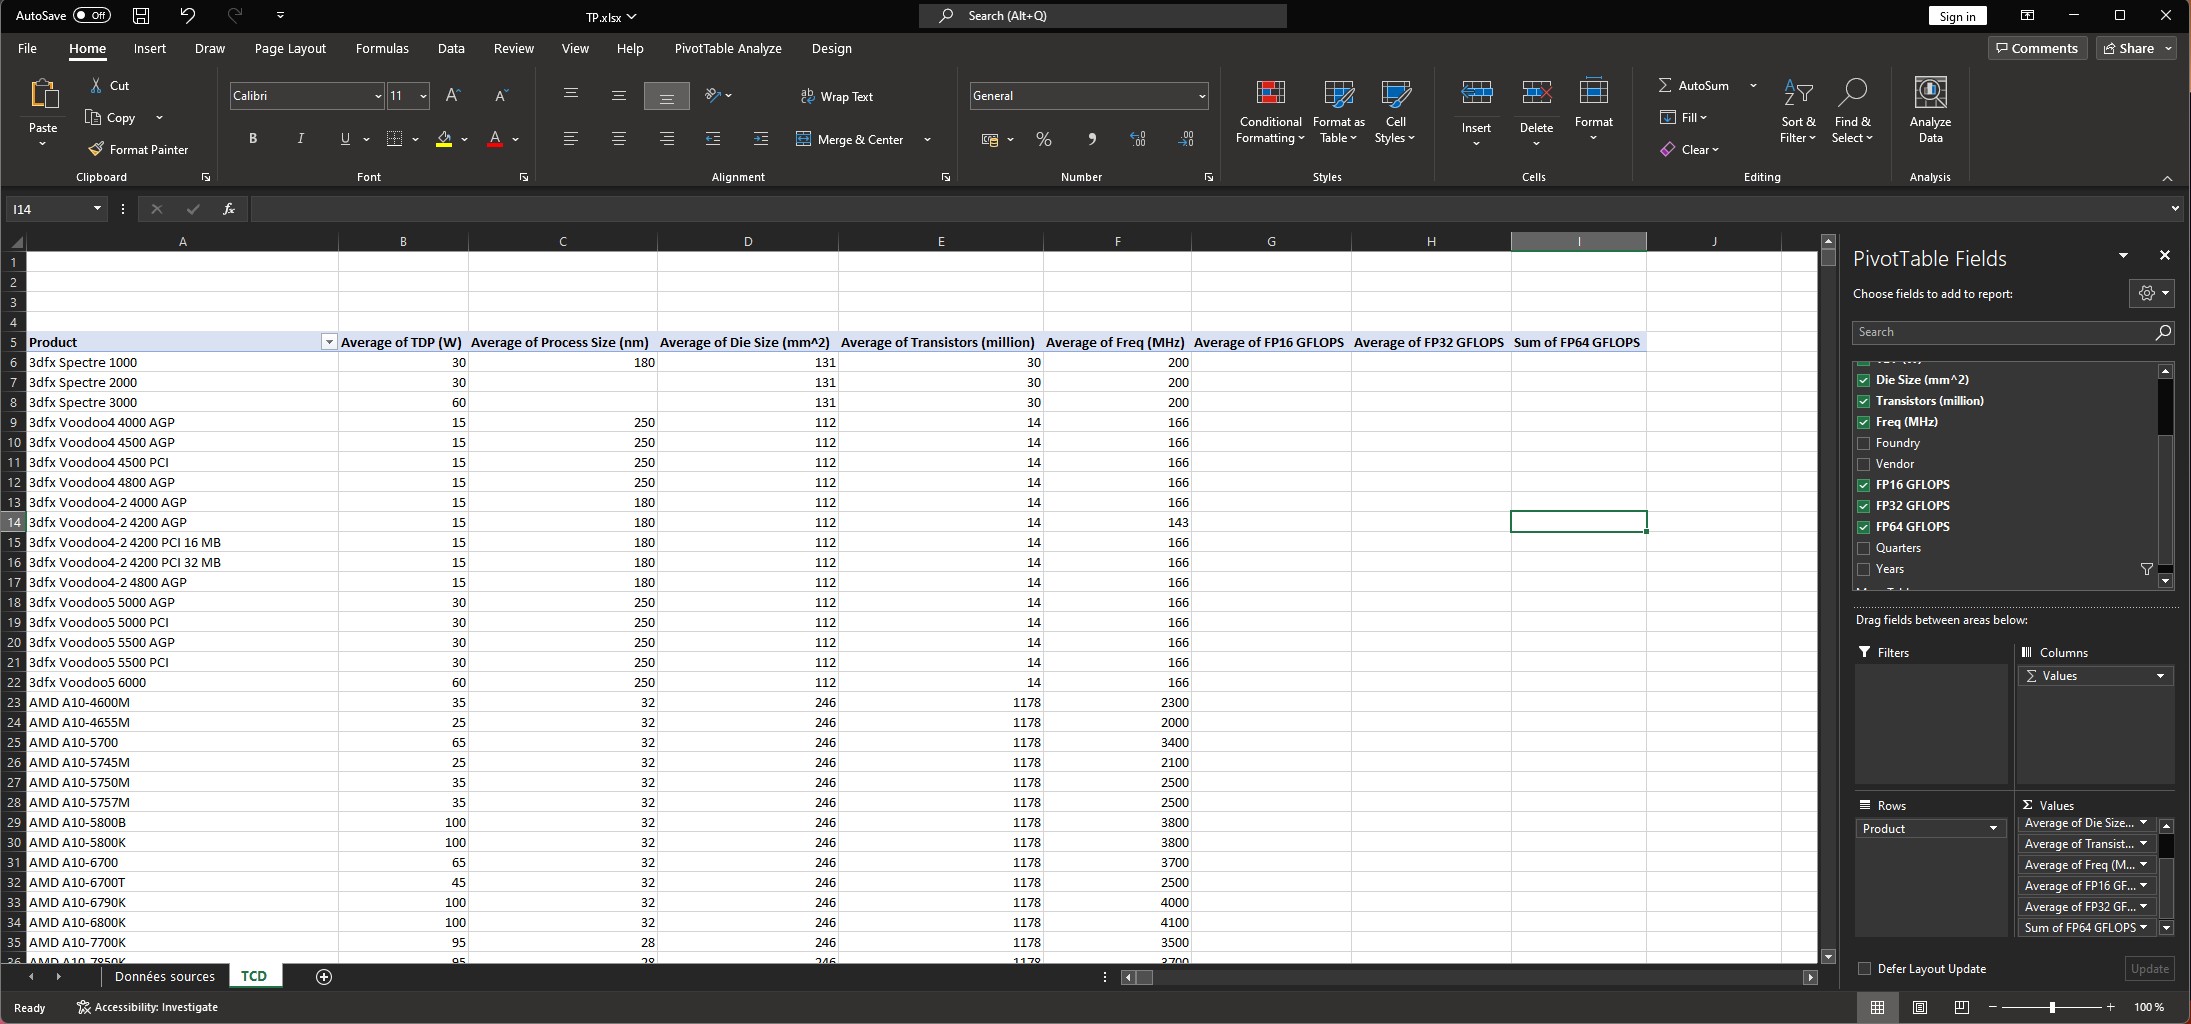 AutoSave Off TP.xlsx Search (Alt+Q) Sign in
File Home Insert Draw Page Layout Formulas Data Review View Help PivotTable Analyze Design Comments Share
Cut
Copy
Format Painter
Paste
Clipboard
Calibri 11
B I U A
Font
Wrap Text
Merge & Center
Alignment
General
Number
Conditional Formatting
Format as Table
Cell Styles
Styles
Insert
Delete
Format
Cells
AutoSum
Fill
Clear
Sort & Filter
Find & Select
Editing
Analyze Data
Analysis
I14 fx
A B C D E F G H I J
1
2
3
4
5 Product Average of TDP (W) Average of Process Size (nm) Average of Die Size (mm^2) Average of Transistors (million) Average of Freq (MHz) Average of FP16 GFLOPS Average of FP32 GFLOPS Sum of FP64 GFLOPS
6 3dfx Spectre 1000 30 180 131 30 200
7 3dfx Spectre 2000 30 131 30 200
8 3dfx Spectre 3000 60 131 30 200
9 3dfx Voodoo4 4000 AGP 15 250 112 14 166
10 3dfx Voodoo4 4500 AGP 15 250 112 14 166
11 3dfx Voodoo4 4500 PCI 15 250 112 14 166
12 3dfx Voodoo4 4800 AGP 15 250 112 14 166
13 3dfx Voodoo4-2 4000 AGP 15 180 112 14 166
14 3dfx Voodoo4-2 4200 AGP 15 180 112 14 143
15 3dfx Voodoo4-2 4200 PCI 16 MB 15 180 112 14 166
16 3dfx Voodoo4-2 4200 PCI 32 MB 15 180 112 14 166
17 3dfx Voodoo4-2 4800 AGP 15 180 112 14 166
18 3dfx Voodoo5 5000 AGP 30 250 112 14 166
19 3dfx Voodoo5 5000 PCI 30 250 112 14 166
20 3dfx Voodoo5 5500 AGP 30 250 112 14 166
21 3dfx Voodoo5 5500 PCI 30 250 112 14 166
22 3dfx Voodoo5 6000 60 250 112 14 166
23 AMD A10-4600M 35 32 246 1178 2300
24 AMD A10-4655M 25 32 246 1178 2000
25 AMD A10-5700 65 32 246 1178 3400
26 AMD A10-5745M 25 32 246 1178 2100
27 AMD A10-5750M 35 32 246 1178 2500
28 AMD A10-5757M 35 32 246 1178 2500
29 AMD A10-5800B 100 32 246 1178 3800
30 AMD A10-5800K 100 32 246 1178 3800
31 AMD A10-6700 65 32 246 1178 3700
32 AMD A10-6700T 45 32 246 1178 2500
33 AMD A10-6790K 100 32 246 1178 4000
34 AMD A10-6800K 100 32 246 1178 4100
35 AMD A10-7700K 95 28 246 1178 3500
36 AMD A10-7850K 95 28 246 1178 3700
PivotTable Fields
Choose fields to add to report:
Search
Die Size (mm^2)
Transistors (million)
Freq (MHz)
Foundry
Vendor
FP16 GFLOPS
FP32 GFLOPS
FP64 GFLOPS
Quarters
Years
Drag fields between areas below:
Filters Columns
Σ Values
Rows Σ Values
Product
Average of Die Size...
Average of Transist...
Average of Freq (M...
Average of FP16 GF...
Average of FP32 GF...
Sum of FP64 GFLOPS
Defer Layout Update Update
Données sources TCD
Ready Accessibility: Investigate 100 %